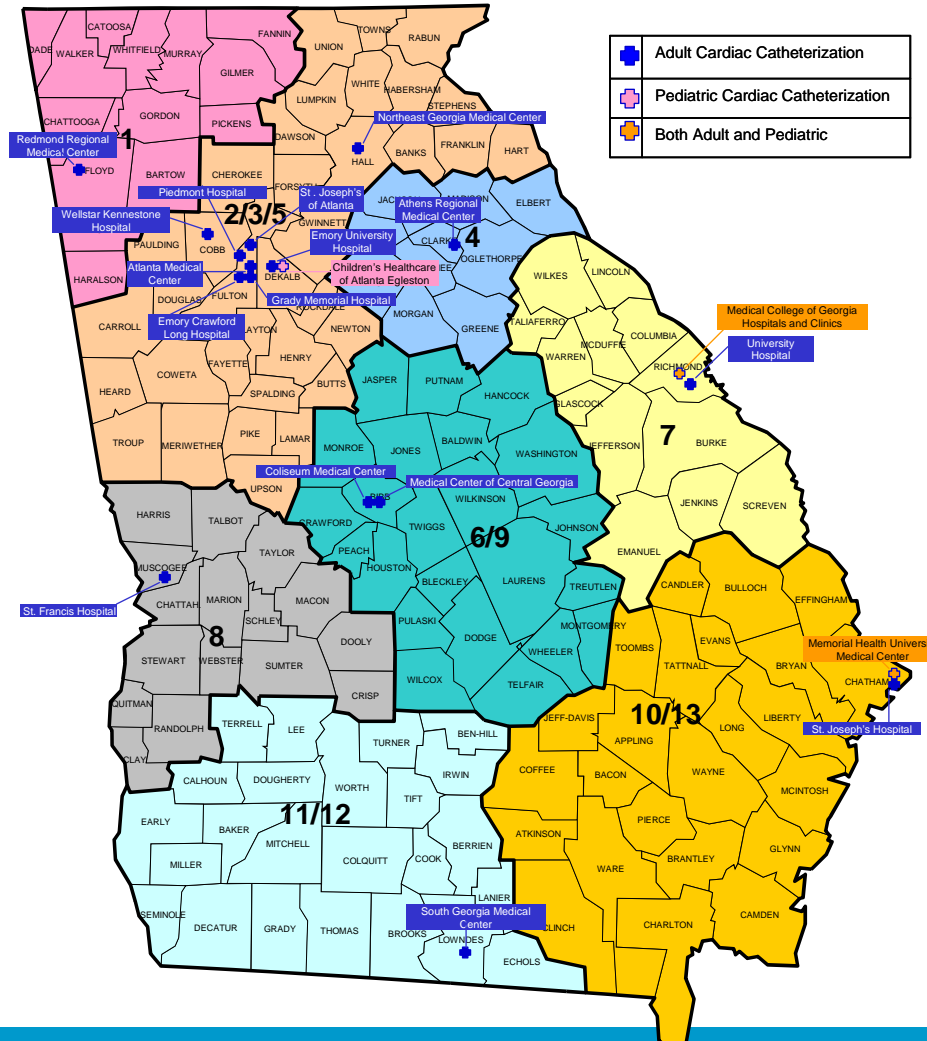 Adult Cardiac Catheterization
Pediatric Cardiac Catheterization
Both Adult and Pediatric
CATOOSA
FANNIN
TOWNS
RABUN
DADE
WALKER
WHITFIELD
MURRAY
UNION
GILMER
WHITE
HABERSHAM
LUMPKIN
STEPHENS
CHATTOOGA
GORDON
PICKENS
Northeast Georgia Medical Center
DAWSON
1
Redmond Regional
Medical Center
FLOYD
HALL
BANKS
FRANKLIN
HART
BARTOW
CHEROKEE
FORSYTH
Piedmont Hospital
St . Joseph's
of Atlanta
2/3/5
Wellstar Kennestone
Hospital
GWINNETT
Athens Regional
Medical Center
ELBERT
CLARKE
4
PAULDING
COBB
Emory University
Hospital
OGLETHORPE
Atlanta Medical
Center
DEKALB
Children's Healthcare
of Atlanta Egleston
HARALSON
DOUGLAS
FULTON
Grady Memorial Hospital
ROCKDALE
WILKES
LINCOLN
CARROLL
Emory Crawford
Long Hospital
NEWTON
MORGAN
GREENE
TALIAFERRO
Medical College of Georgia
Hospitals and Clinics
COLUMBIA
MCDUFFIE
University
Hospital
WARREN
RICHMOND
FAYETTE
HENRY
COWETA
HEARD
SPALDING
BUTTS
JASPER
PUTNAM
HANCOCK
GLASCOCK
TROUP
MERIWETHER
PIKE
LAMAR
MONROE
JONES
BALDWIN
WASHINGTON
JEFFERSON
7
BURKE
UPSON
Coliseum Medical Center
Medical Center of Central Georgia
BIBB
WILKINSON
JENKINS
SCREVEN
HARRIS
TALBOT
CRAWFORD
TWIGGS
6/9
JOHNSON
TAYLOR
PEACH
HOUSTON
EMANUEL
MUSCOGEE
BLECKLEY
LAURENS
TREUTLEN
CANDLER
BULLOCH
EFFINGHAM
St. Francis Hospital
CHATTAH
MARION
MACON
SCHLEY
PULASKI
MONTGOMERY
8
DOOLY
DODGE
WHEELER
TOOMBS
EVANS
TATTNALL
Memorial Health Univers
Medical Center
BRYAN
CHATHAM
STEWART
WEBSTER
SUMTER
WILCOX
TELFAIR
CRISP
QUITMAN
RANDOLPH
CLAY
TERRELL
LEE
TURNER
BEN-HILL
JEFF-DAVIS
10/13
APPLING
LONG
LIBERTY
St. Joseph's Hospital
CALHOUN
DOUGHERTY
WORTH
IRWIN
COFFEE
BACON
WAYNE
MCINTOSH
TIFT
11/12
EARLY
BAKER
MITCHELL
ATKINSON
PIERCE
BERRIEN
MILLER
COLQUITT
COOK
WARE
BRANTLEY
GLYNN
LANIER
SEMINOLE
DECATUR
GRADY
THOMAS
BROOKS
South Georgia Medical
Center
LOWNDES
CLINCH
CHARLTON
CAMDEN
ECHOLS